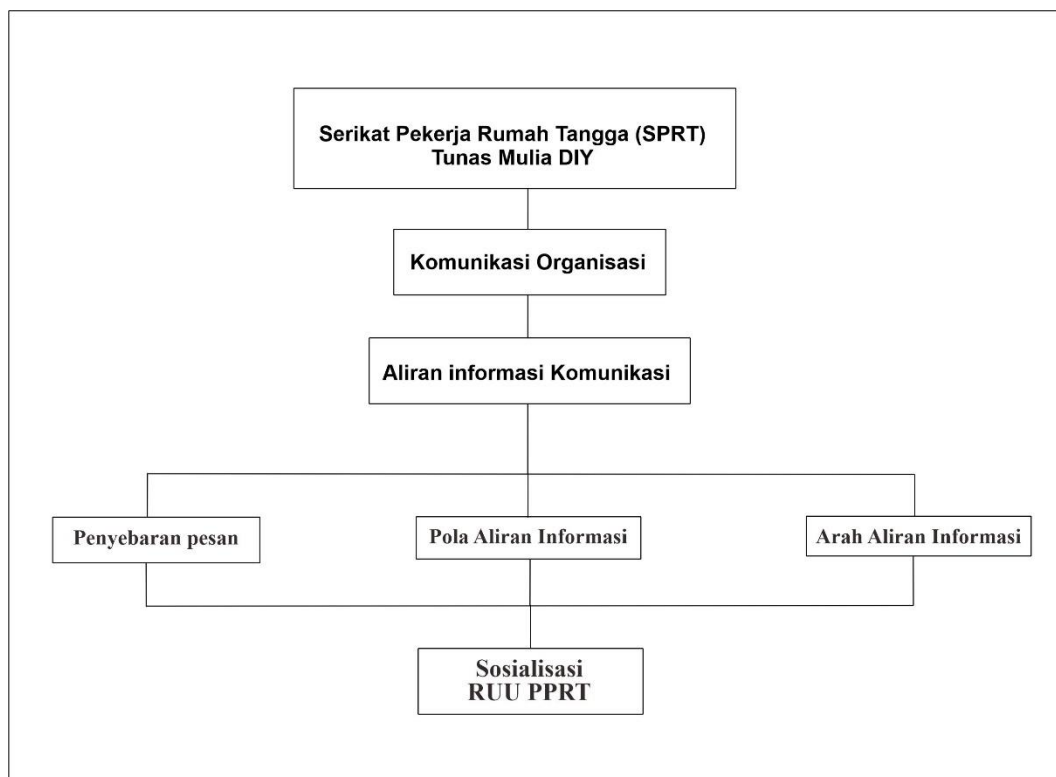 Serikat Pekerja Rumah Tangga (SPRT)
Tunas Mulia DIY
Komunikasi Organisasi
Aliran informasi Komunikasi
Penyebaran pesan
Pola Aliran Informasi
Arah Aliran Informasi
Sosialisasi
RUU PPRT